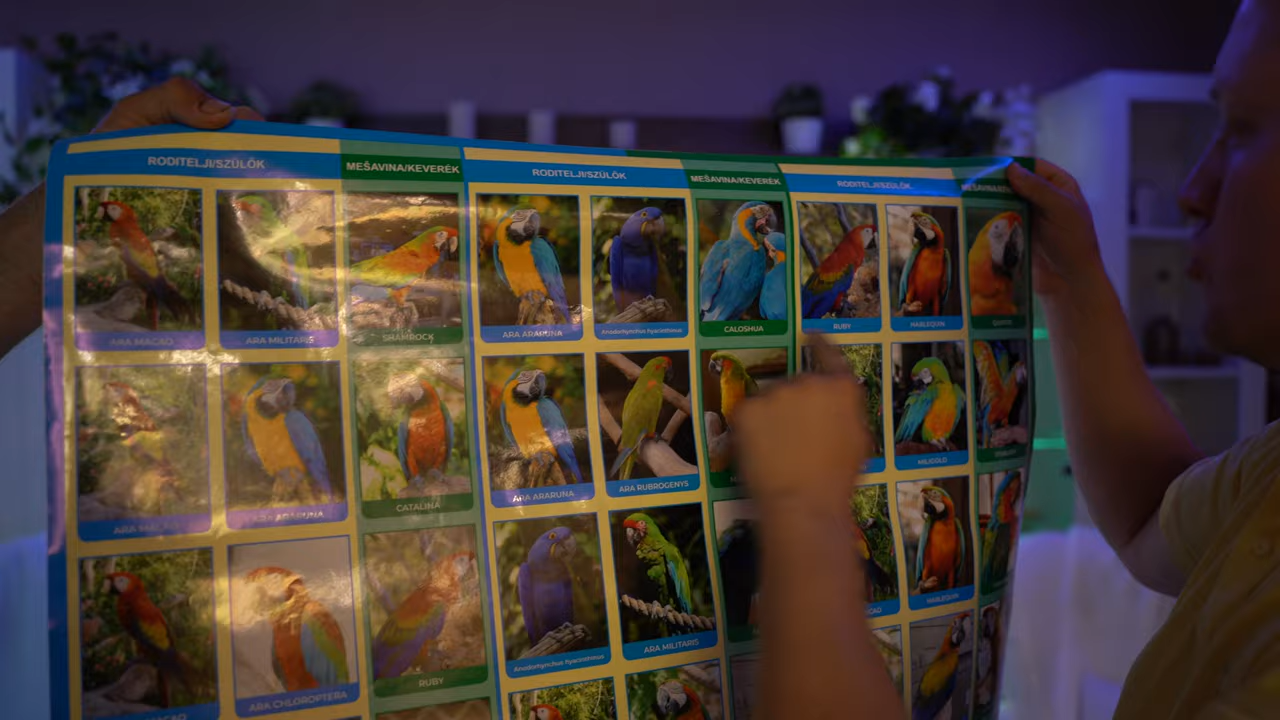 RODITELJI/SZÜLŐK
MEŠAVINA/KEVERÉK
RODITELJI/SZÜLŐK
MEŠAVINA/KEVERÉK
RODITELJI/SZÜLŐK
ARA MACAO
ARA MILITARIS
SHAMROCK
ARA ARARUNA
Anodorhynchus hyacinthinus
CALOSHUA
RUBY
HARLEQUIN
ARA MACAO
ARA ARARUNA
CATALINA
ARA ARARUNA
ARA RUBROGENYS
MILIGOLD
ARA CHLOROPTERA
RUBY
Anodorhynchus hyacinthinus
ARA MILITARIS
HARLEQUIN